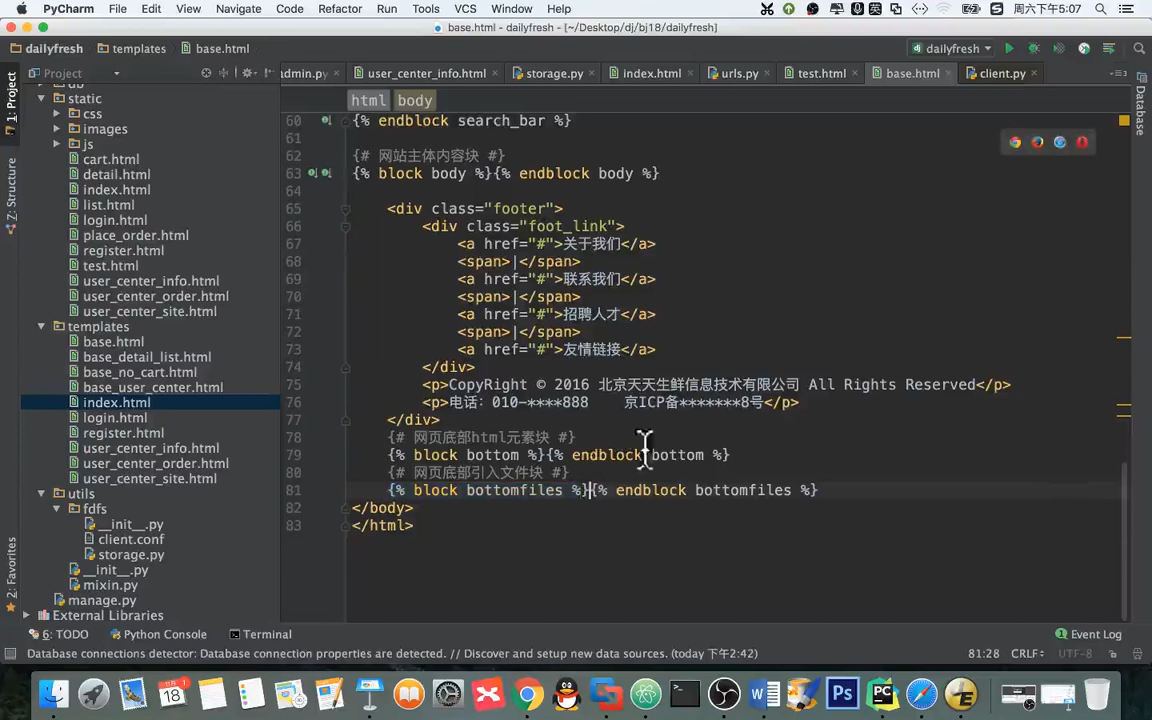 PyCharm File Edit View Navigate Code Refactor Run Tools VCS Window Help 周六下午5:07
base.html - [~/Desktop/dj/bj18/dailyfresh]
dailyfresh templates base.html dailyfresh
Project admin.py user_center_info.html storage.py index.html urls.py test.html base.html client.py
1: Project
Z: Structure
2: Favorites
Database
static
css
images
js
cart.html
detail.html
index.html
list.html
login.html
place_order.html
register.html
test.html
user_center_info.html
user_center_order.html
user_center_site.html
templates
base.html
base_detail_list.html
base_no_cart.html
base_user_center.html
index.html
login.html
register.html
user_center_info.html
user_center_order.html
user_center_site.html
utils
fdfs
__init__.py
client.conf
storage.py
__init__.py
mixin.py
manage.py
External Libraries
html body
60 {% endblock search_bar %}
61
62 {# 网站主体内容块 #}
63 {% block body %}{% endblock body %}
64
65 <div class="footer">
66 <div class="foot_link">
67 <a href="#">关于我们</a>
68 <span>|</span>
69 <a href="#">联系我们</a>
70 <span>|</span>
71 <a href="#">招聘人才</a>
72 <span>|</span>
73 <a href="#">友情链接</a>
74 </div>
75 <p>CopyRight © 2016 北京天天生鲜信息技术有限公司 All Rights Reserved</p>
76 <p>电话：010-****888 京ICP备*******8号</p>
77 </div>
78 {# 网页底部html元素块 #}
79 {% block bottom %}{% endblock bottom %}
80 {# 网页底部引入文件块 #}
81 {% block bottomfiles %}{% endblock bottomfiles %}
82 </body>
83 </html>
6: TODO Python Console Terminal Event Log
Database connections detector: Database connection properties are detected. // Discover and setup new data sources. (today 下午2:42) 81:28 CRLF÷ UTF-8